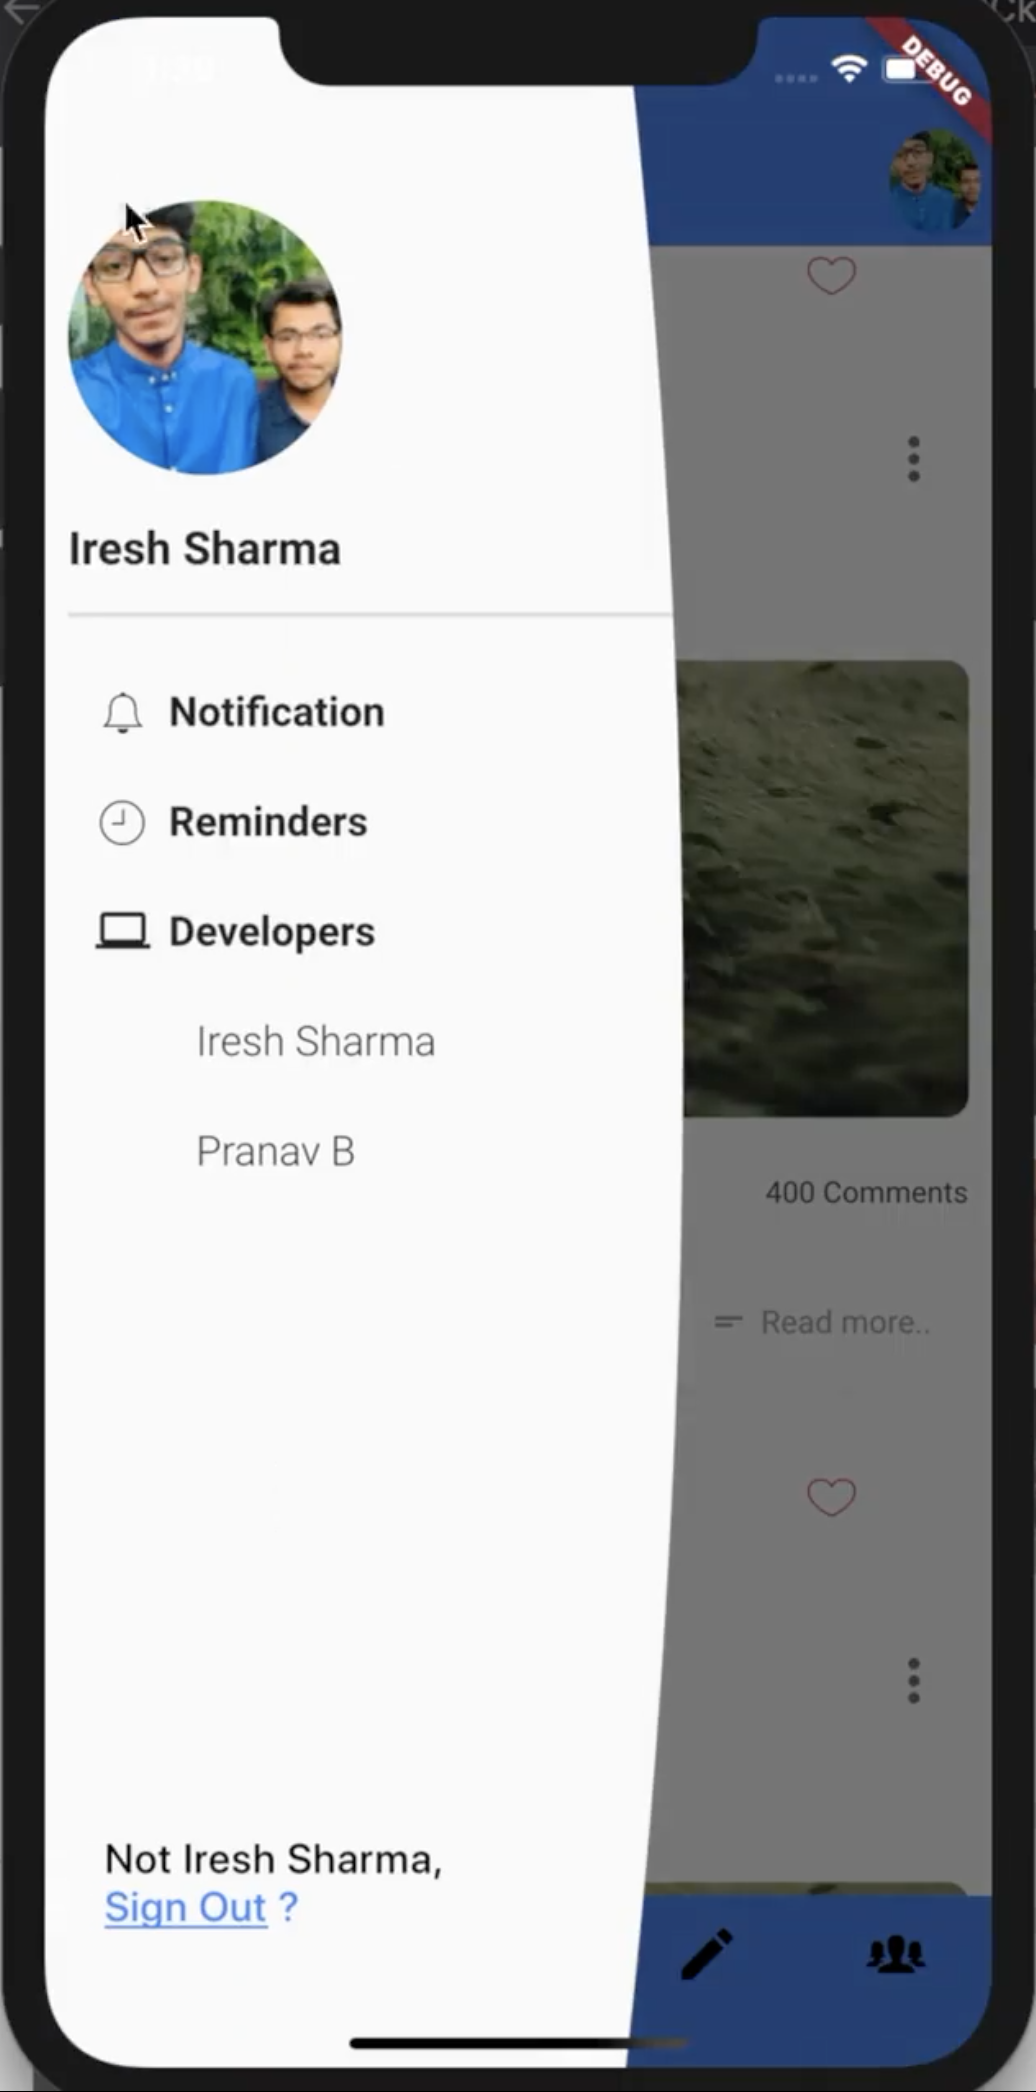 DEBUG
Iresh Sharma
Notification
Reminders
Developers
Iresh Sharma
Pranav B
400 Comments
Read more..
Not Iresh Sharma,
Sign Out ?